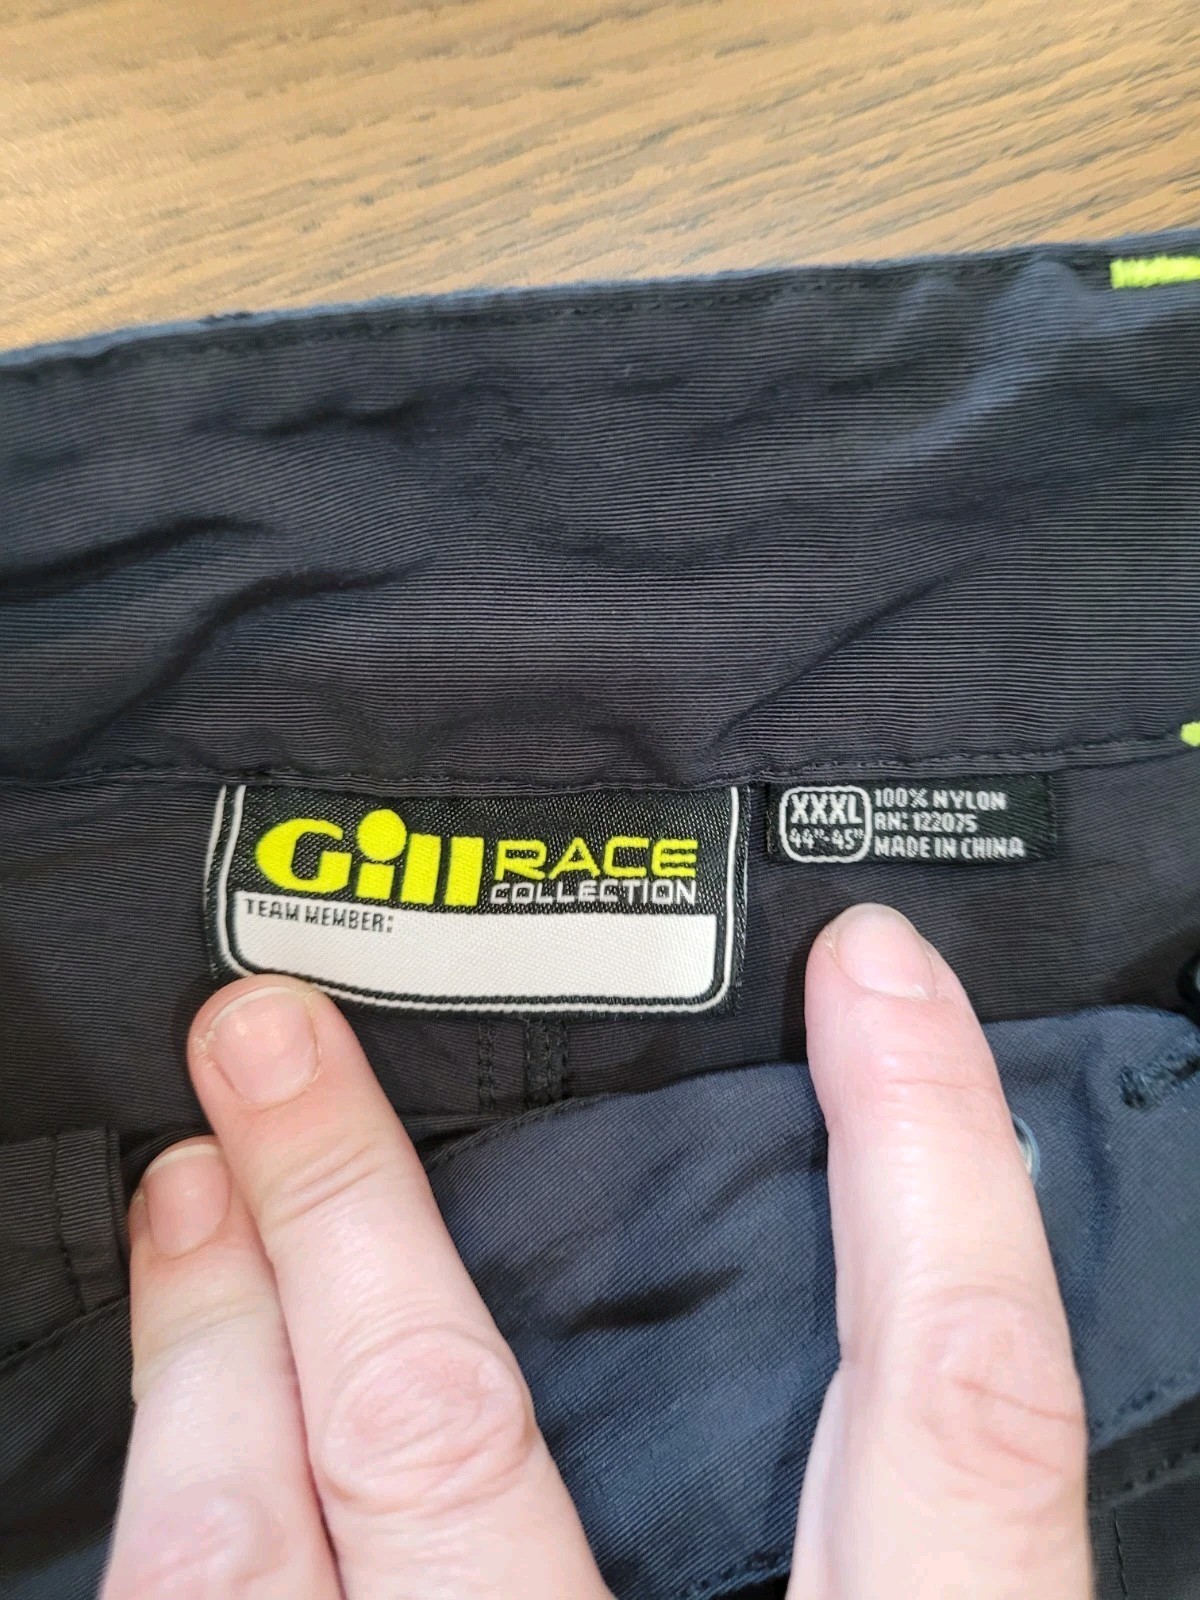 Gill RACE
COLLECTION
TEAM MEMBER:
XXXL
44"-45"
100% NYLON
RN: 122075
MADE IN CHINA